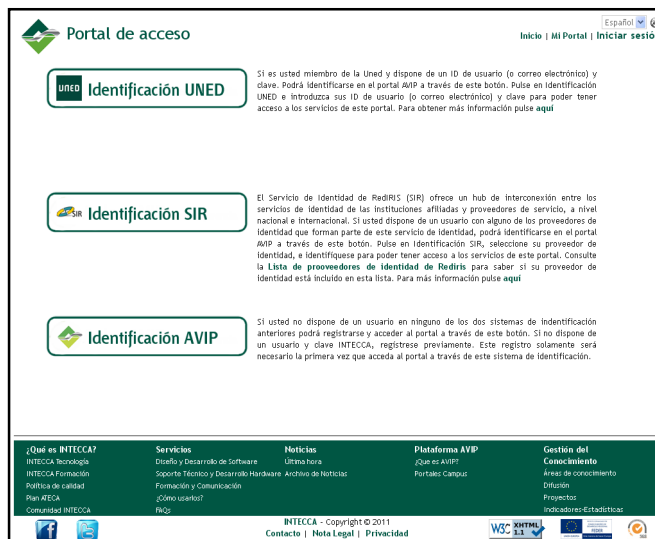 Portal de acceso
Español
Inicio | Mi Portal | Iniciar sesió
UNED Identificación UNED
Si es usted miembro de la Uned y dispone de un ID de usuario (o correo electrónico) y
clave. Podrá identificarse en el portal AVIP a través de este botón. Pulse en Identificación
UNED e introduzca sus ID de usuario (o correo electrónico) y clave para poder tener
acceso a los servicios de este portal. Para obtener más información pulse aquí
SIR Identificación SIR
El Servicio de Identidad de RedIRIS (SIR) ofrece un hub de interconexión entre los
servicios de identidad de las instituciones afiliadas y proveedores de servicio, a nivel
nacional e internacional. Si usted dispone de un usuario con alguno de los proveedores de
identidad que forman parte de este servicio de identidad, podrá identificarse en el portal
AVIP a través de este botón. Pulse en Identificación SIR, seleccione su proveedor de
identidad, e identifíquese para poder tener acceso a los servicios de este portal. Consulte
la Lista de prooveedores de identidad de Rediris para saber si su proveedor de
identidad está incluido en esta lista. Para más información pulse aquí
Identificación AVIP
Si usted no dispone de un usuario en ninguno de los dos sistemas de indentificación
anteriores podrá registrarse y acceder al portal a través de este botón. Si no dispone de
un usuario y clave INTECCA, regístrese previamente. Este registro solamente será
necesario la primera vez que acceda al portal a través de este sistema de identificación.
¿Qué es INTECCA?
INTECCA Tecnología
INTECCA Formación
Política de calidad
Plan ATECA
Comunidad INTECCA
Servicios
Diseño y Desarrollo de Software
Soporte Técnico y Desarrollo Hardware
Formación y Comunicación
¿Cómo usarlos?
FAQs
Noticias
Última hora
Archivo de Noticias
Plataforma AVIP
¿Que es AVIP?
Portales Campus
Gestión del
Conocimiento
Áreas de conocimiento
Difusión
Proyectos
Indicadores-Estadísticas
INTECCA - Copyright © 2011
Contacto | Nota Legal | Privacidad
W3C XHTML
1.1